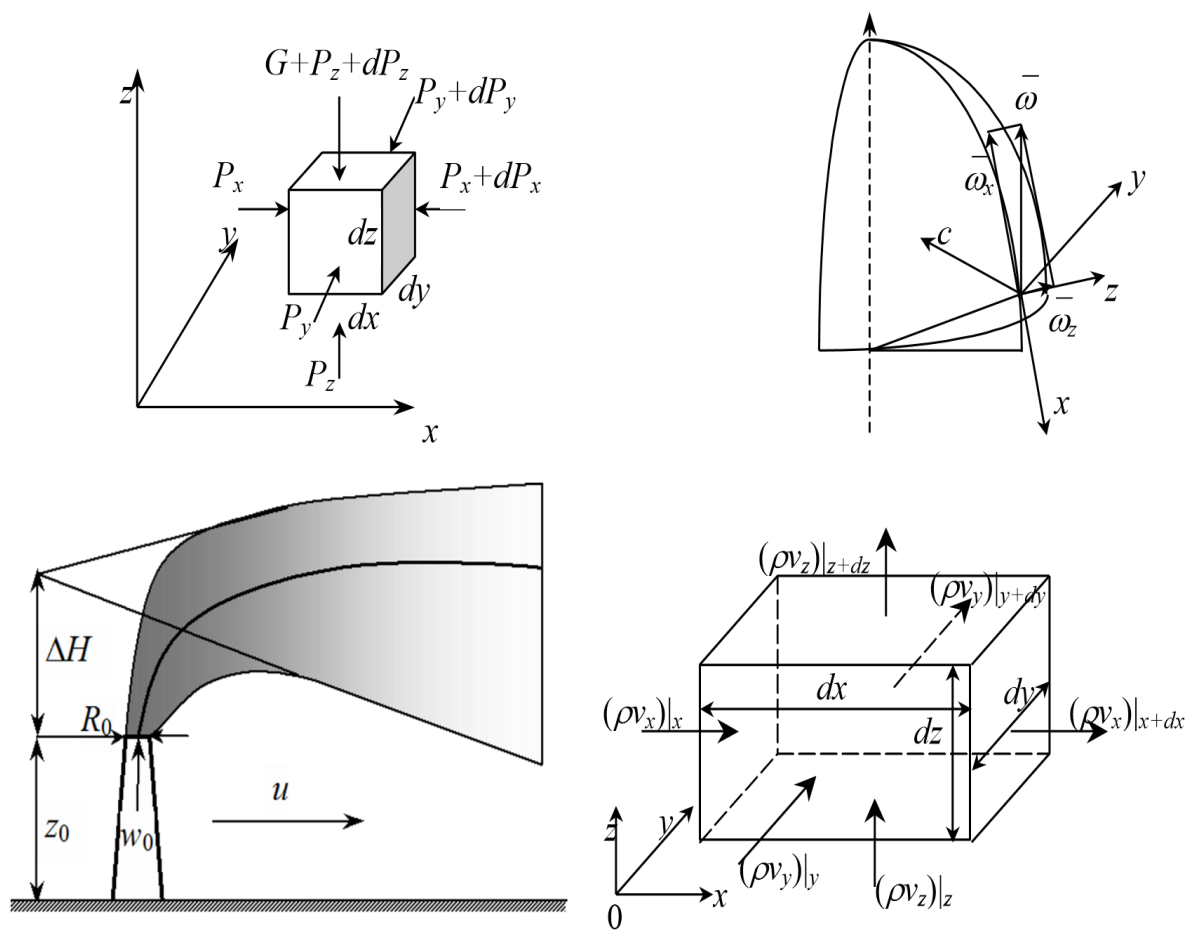 G+P_z+dP_z
z
P_y+dP_y
P_x
P_x+dP_x
y
dz
dy
P_y
dx
P_z
x
ω̅
ω̅_x
y
c
z
ω̅_z
x
ΔH
R_0
u
z_0
w_0
(ρv_z)|_{z+dz}
(ρv_y)|_{y+dy}
dx
dy
(ρv_x)|_x
dz
(ρv_x)|_{x+dx}
z
y
(ρv_y)|_y
(ρv_z)|_z
x
0